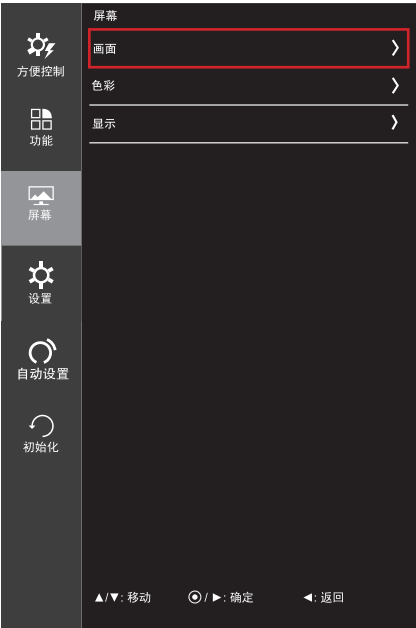 方便控制
功能
屏幕
设置
自动设置
初始化
屏幕
画面
色彩
显示
▲/▼: 移动 ⦿/ ►: 确定 ◄: 返回